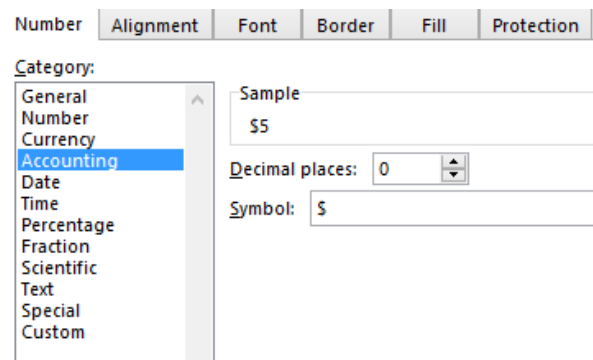 Number Alignment Font Border Fill Protection
Category:
General
Number
Currency
Accounting
Date
Time
Percentage
Fraction
Scientific
Text
Special
Custom
Sample
$5
Decimal places: 0
Symbol: $